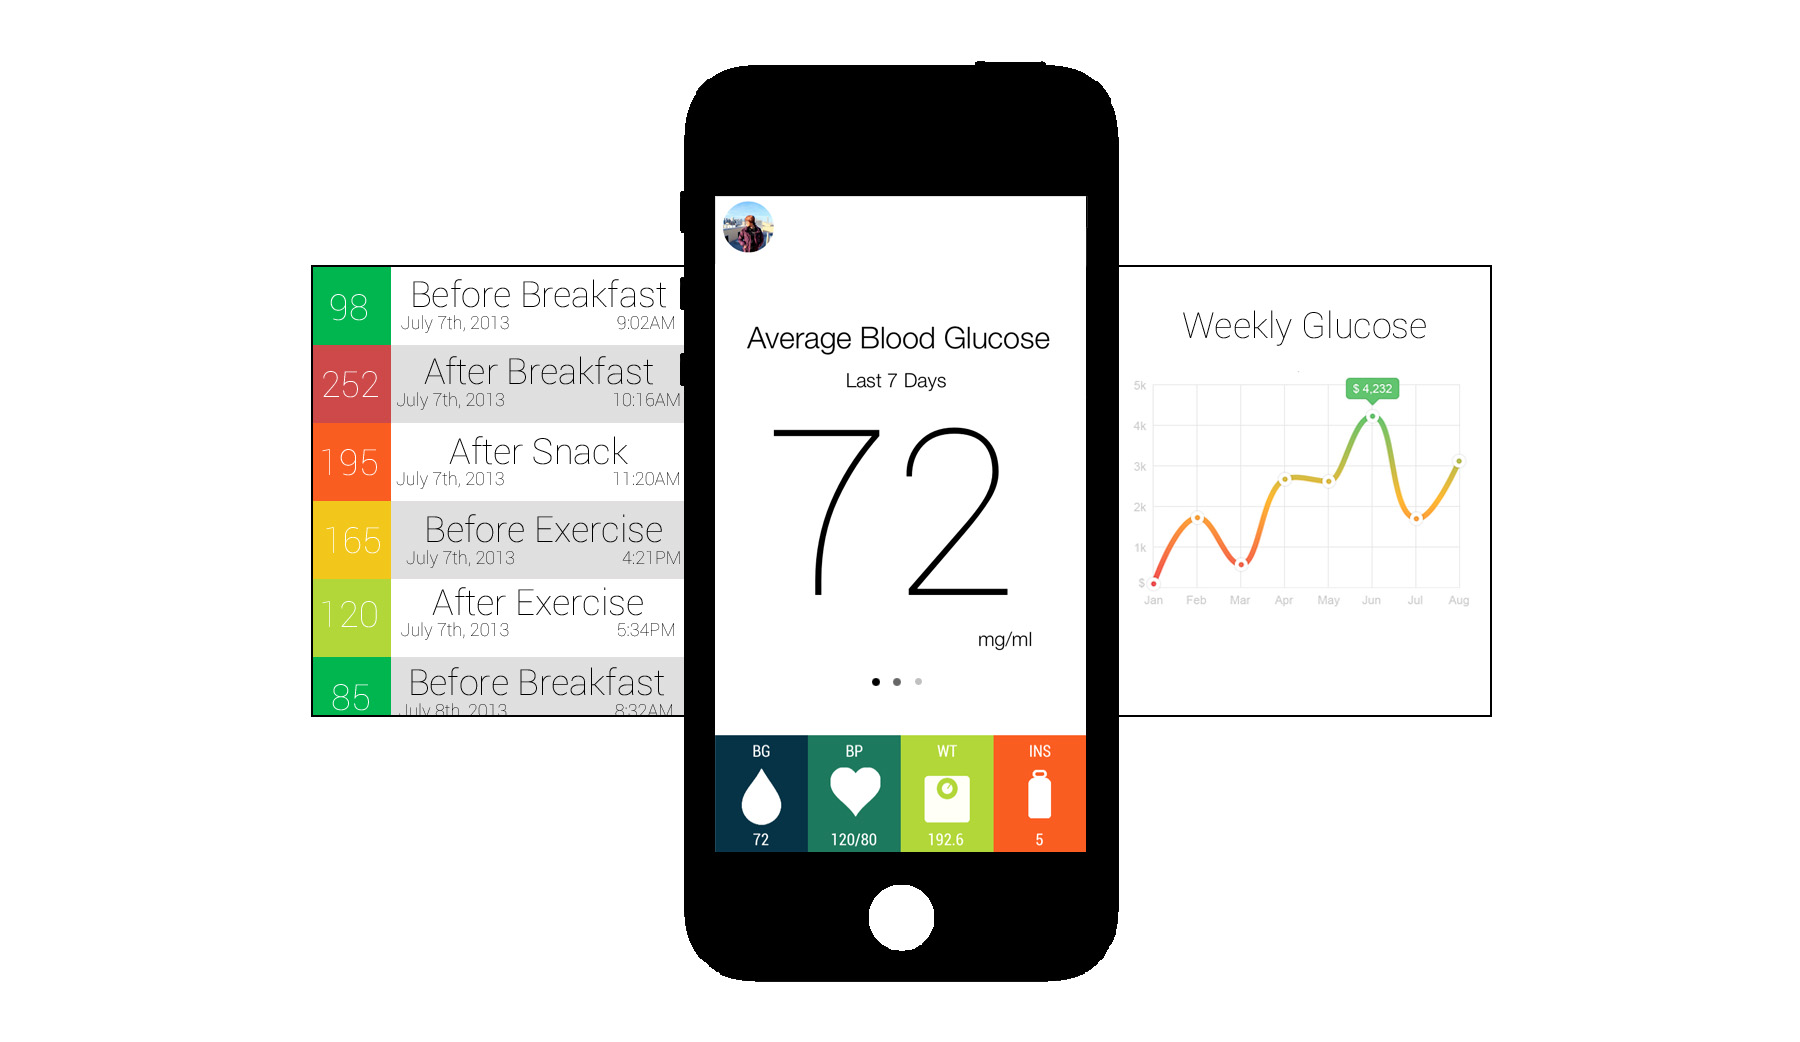 98
Before Breakfast
July 7th, 2013 9:02AM
252
After Breakfast
July 7th, 2013 10:16AM
195
After Snack
July 7th, 2013 11:20AM
165
Before Exercise
July 7th, 2013 4:21PM
120
After Exercise
July 7th, 2013 5:34PM
85
Before Breakfast
July 8th, 2013 8:32AM
Average Blood Glucose
Last 7 Days
72
mg/ml
BG BP WT INS
72 120/80 192.6 5
Weekly Glucose
$ 4,232
5k
4k
3k
2k
1k
$
Jan Feb Mar Apr May Jun Jul Aug